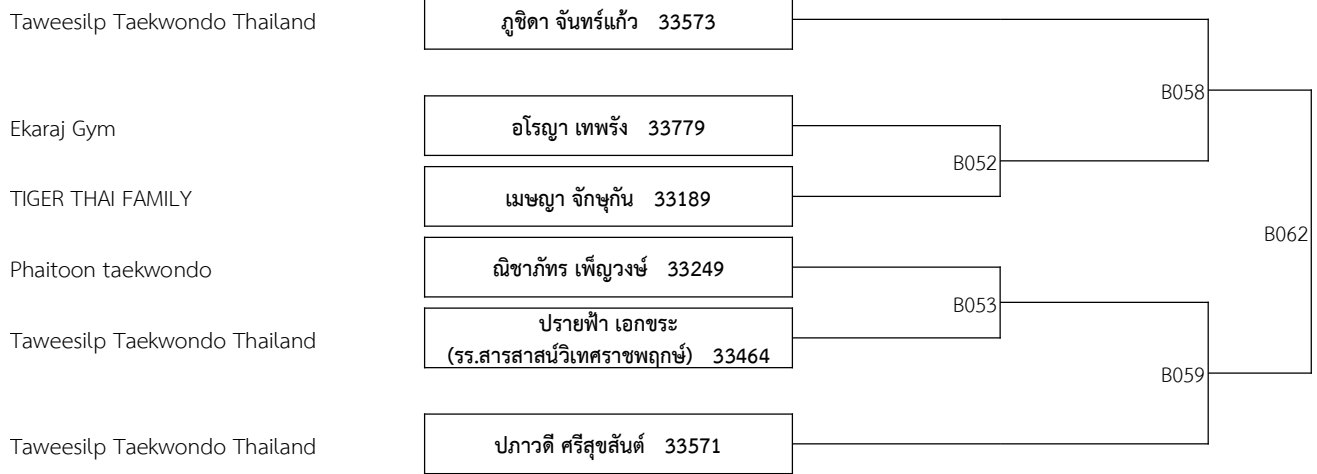 Taweesilp Taekwondo Thailand
ภูชิดา จันทร์แก้ว 33573
B058
Ekaraj Gym
อโรญา เทพรัง 33779
B052
TIGER THAI FAMILY
เมษญา จักษุกัน 33189
B062
Phaitoon taekwondo
ณิชาภัทร เพ็ญวงษ์ 33249
B053
Taweesilp Taekwondo Thailand
ปรายฟ้า เอกขระ
(รร.สารสาสน์วิเทศราชพฤกษ์) 33464
B059
Taweesilp Taekwondo Thailand
ปภาวดี ศรีสุขสันต์ 33571